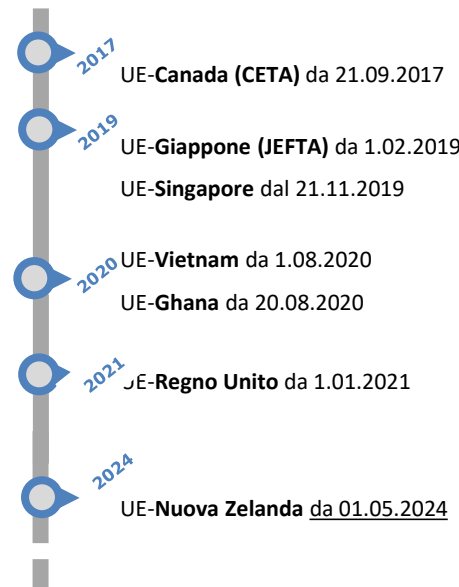 2017
UE-Canada (CETA) da 21.09.2017
2019
UE-Giappone (JEFTA) da 1.02.2019
UE-Singapore dal 21.11.2019
2020
UE-Vietnam da 1.08.2020
UE-Ghana da 20.08.2020
2021
UE-Regno Unito da 1.01.2021
2024
UE-Nuova Zelanda da 01.05.2024